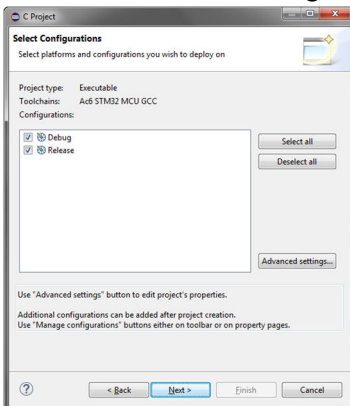 C Project
Select Configurations
Select platforms and configurations you wish to deploy on
Project type: Executable
Toolchains: Ac6 STM32 MCU GCC
Configurations:
Debug
Release
Select all
Deselect all
Advanced settings...
Use "Advanced settings" button to edit project's properties.
Additional configurations can be added after project creation.
Use "Manage configurations" buttons either on toolbar or on property pages.
< Back
Next >
Finish
Cancel